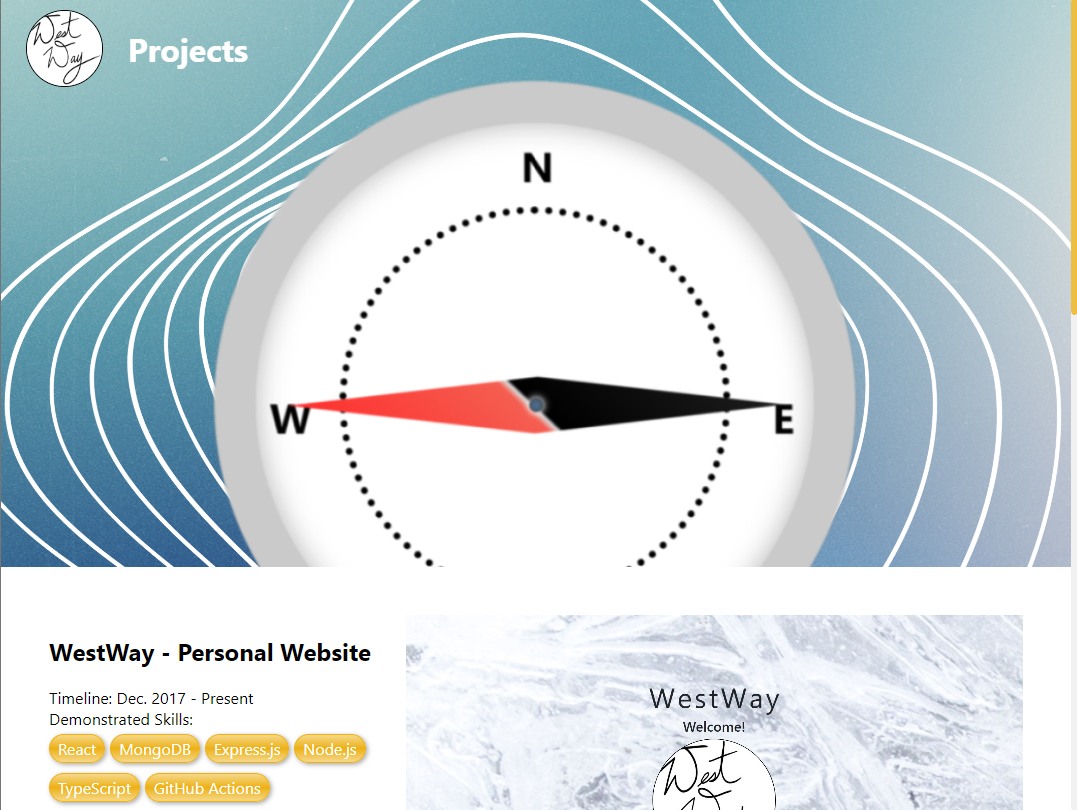 West
Way
Projects
N
W
E
WestWay - Personal Website
Timeline: Dec. 2017 - Present
Demonstrated Skills:
React MongoDB Express.js Node.js
TypeScript GitHub Actions
WestWay
Welcome!
West